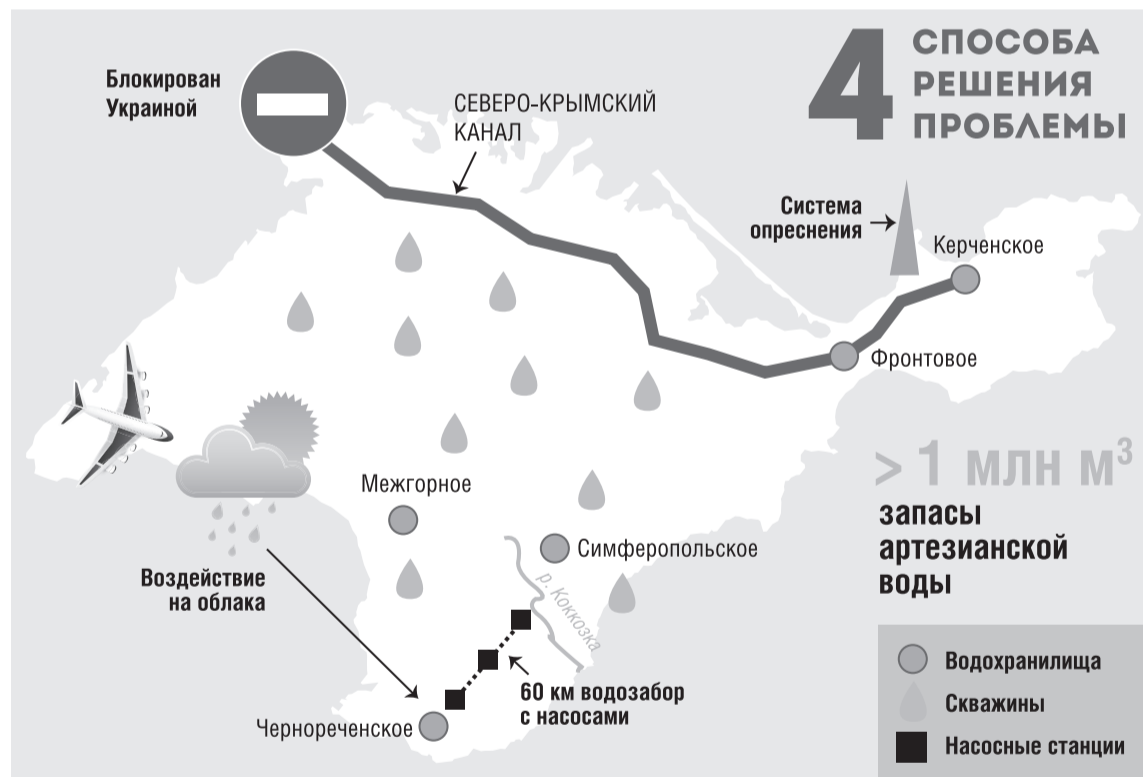 4 СПОСОБА
РЕШЕНИЯ
ПРОБЛЕМЫ
Блокирован
Украиной
СЕВЕРО-КРЫМСКИЙ
КАНАЛ
Система
опреснения
Керченское
Фронтовое
> 1 млн м³
запасы
артезианской
воды
Межгорное
Симферопольское
р. Коккозка
Воздействие
на облака
60 км водозабор
с насосами
Чернореченское
Водохранилища
Скважины
Насосные станции